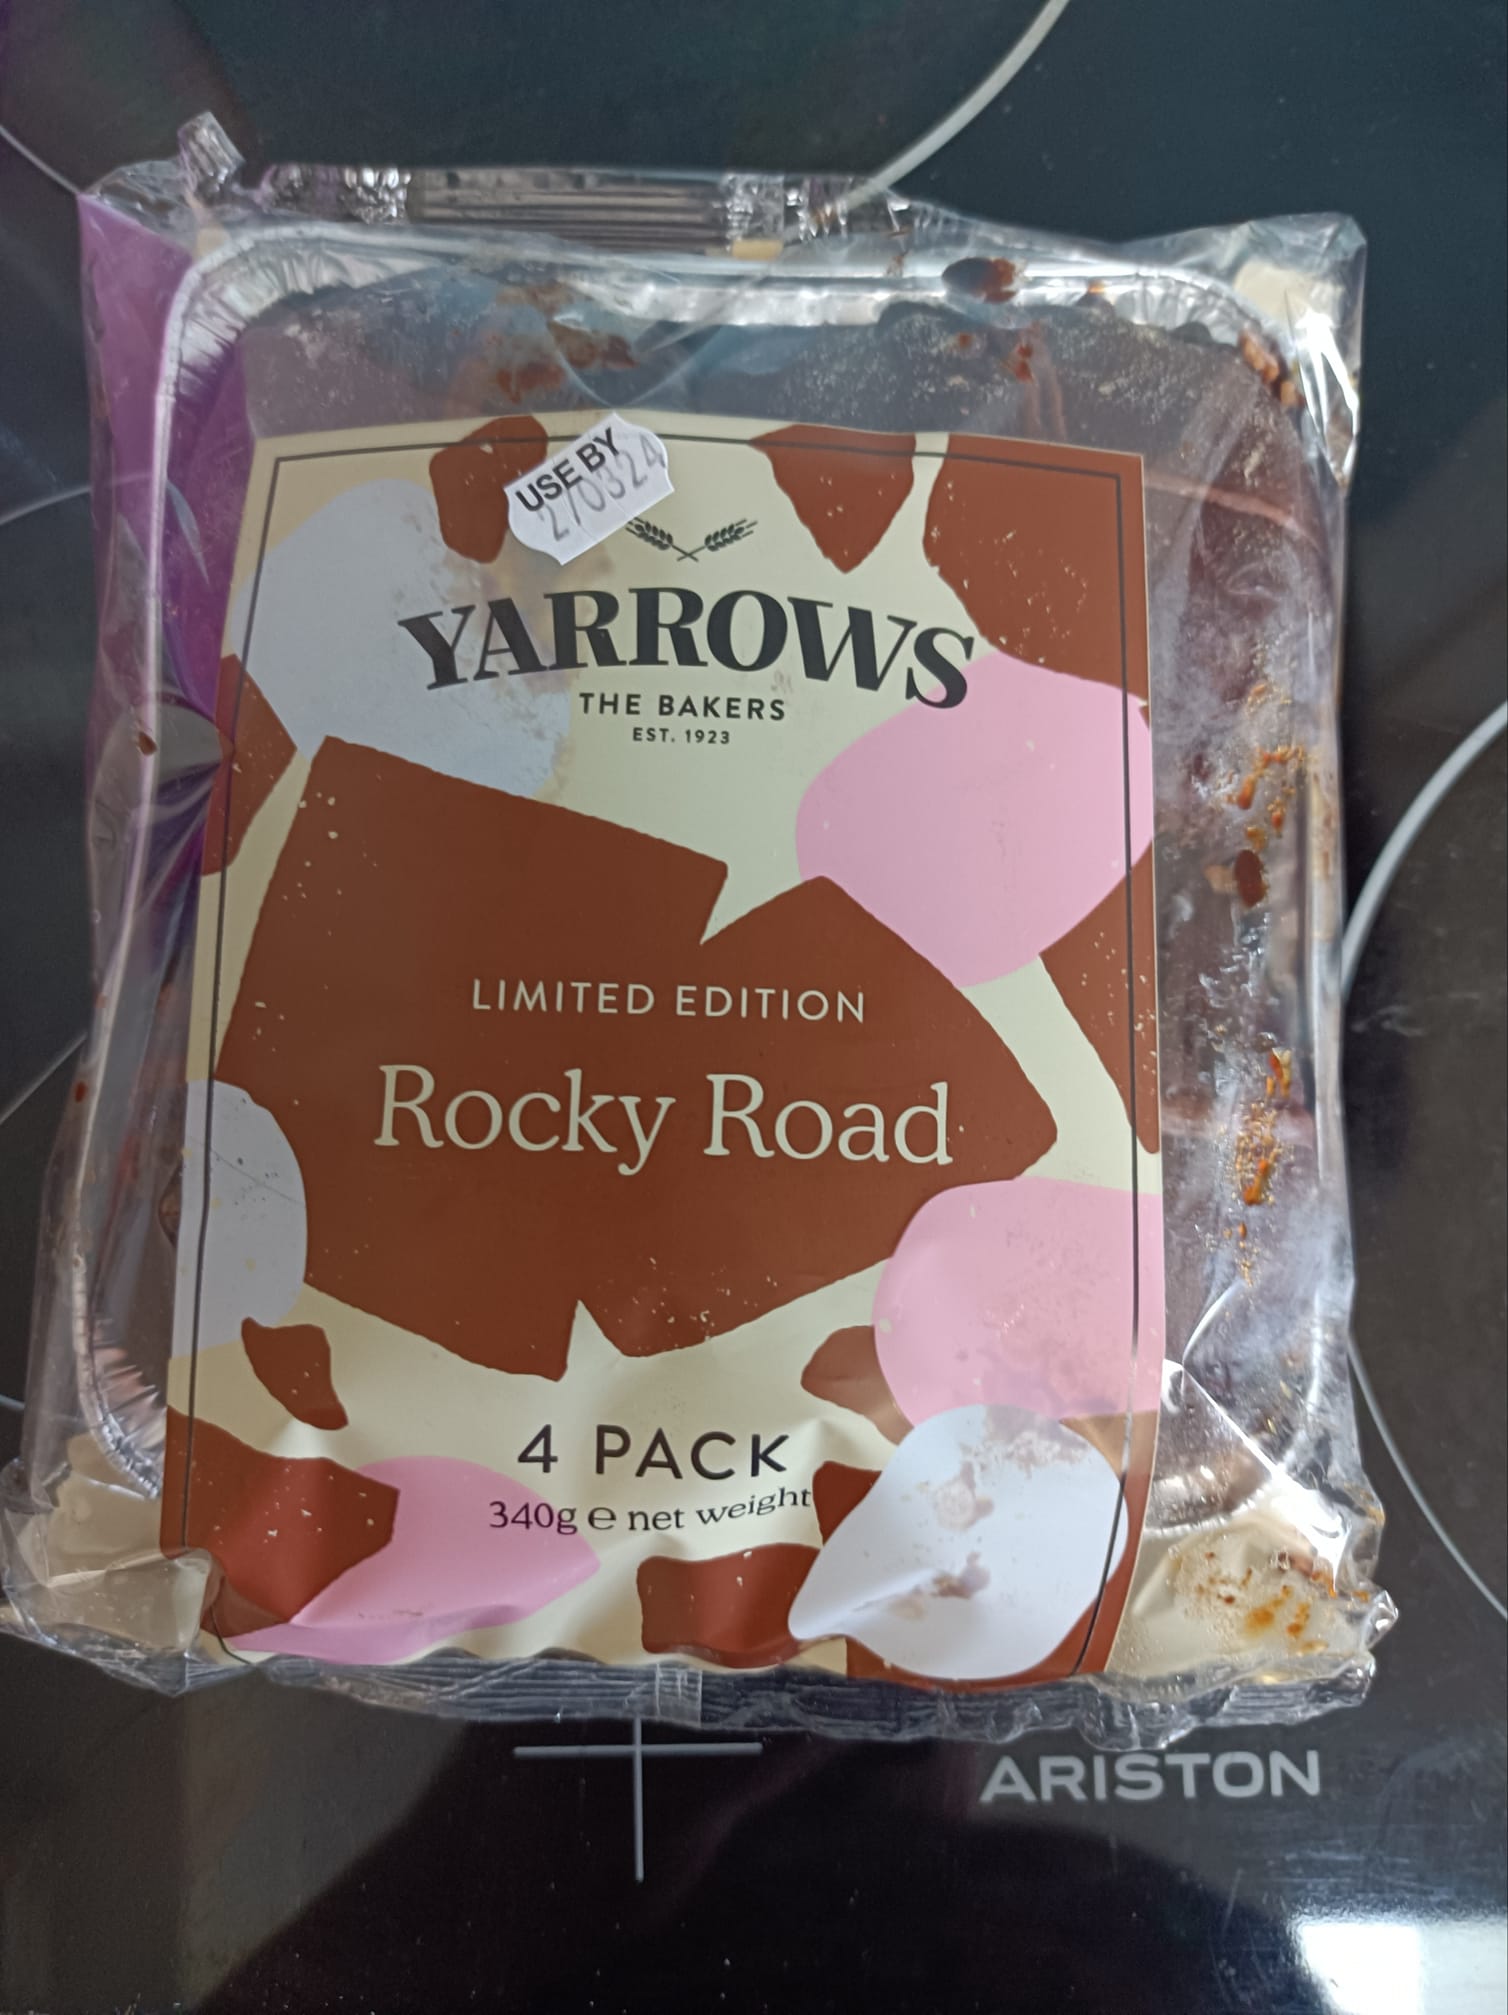 USE BY
270324
YARROWS
THE BAKERS
EST. 1923
LIMITED EDITION
Rocky Road
4 PACK
340g e net weight
ARISTON